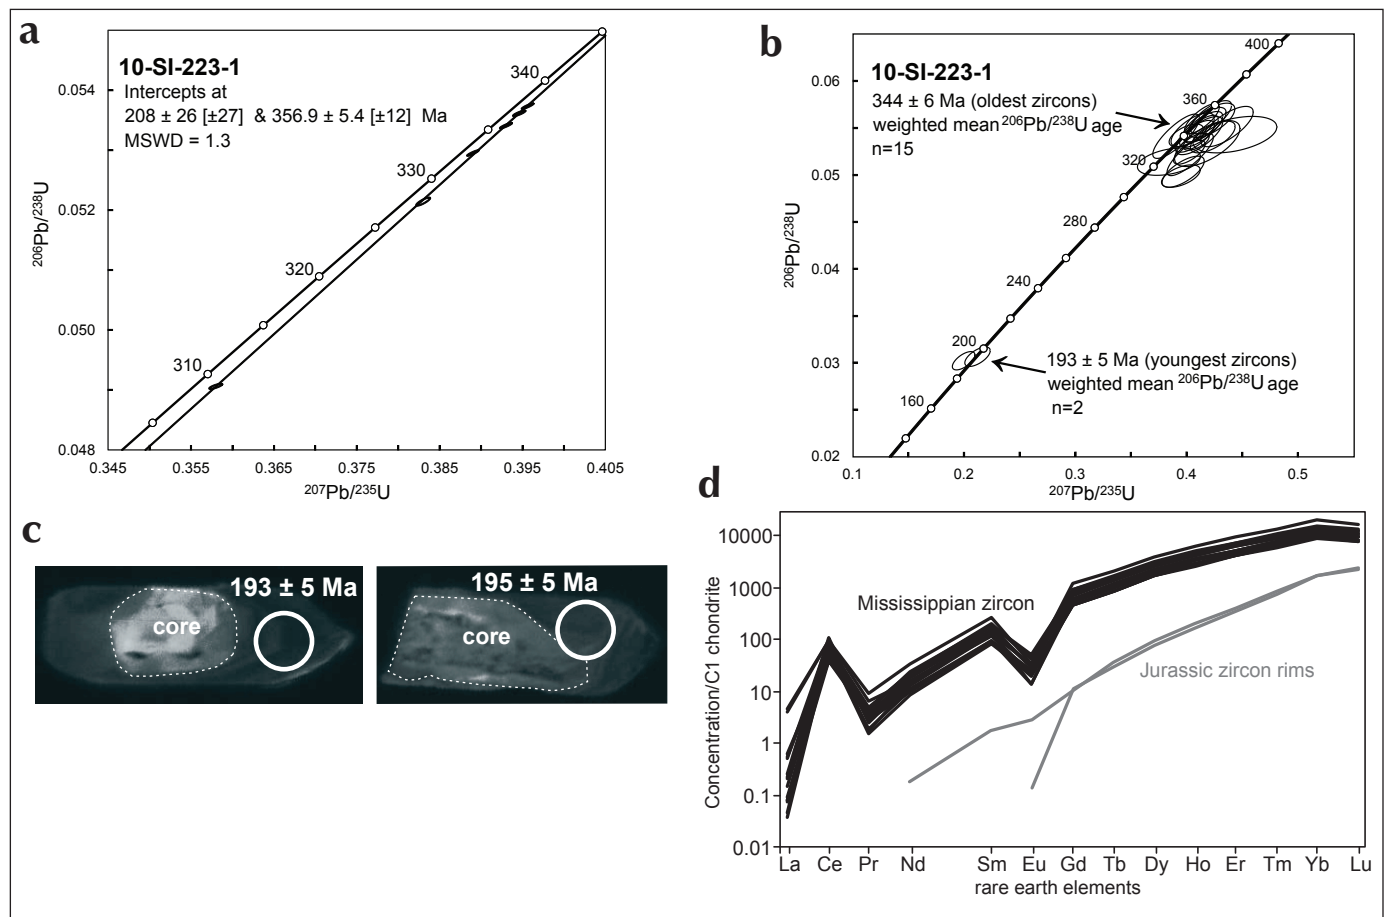 a
10-SI-223-1
Intercepts at
208 ± 26 [±27] & 356.9 ± 5.4 [±12] Ma
MSWD = 1.3
340
330
320
310
0.054
0.052
0.050
0.048
0.345
0.355
0.365
0.375
0.385
0.395
0.405
206Pb/238U
207Pb/235U
b
10-SI-223-1
344 ± 6 Ma (oldest zircons)
weighted mean 206Pb/238U age
n=15
400
360
320
280
240
200
160
193 ± 5 Ma (youngest zircons)
weighted mean 206Pb/238U age
n=2
0.06
0.05
0.04
0.03
0.02
0.1
0.2
0.3
0.4
0.5
206Pb/238U
207Pb/235U
c
193 ± 5 Ma
core
195 ± 5 Ma
core
d
10000
1000
100
10
1
0.1
0.01
Concentration/C1 chondrite
Mississippian zircon
Jurassic zircon rims
La Ce Pr Nd Sm Eu Gd Tb Dy Ho Er Tm Yb Lu
rare earth elements